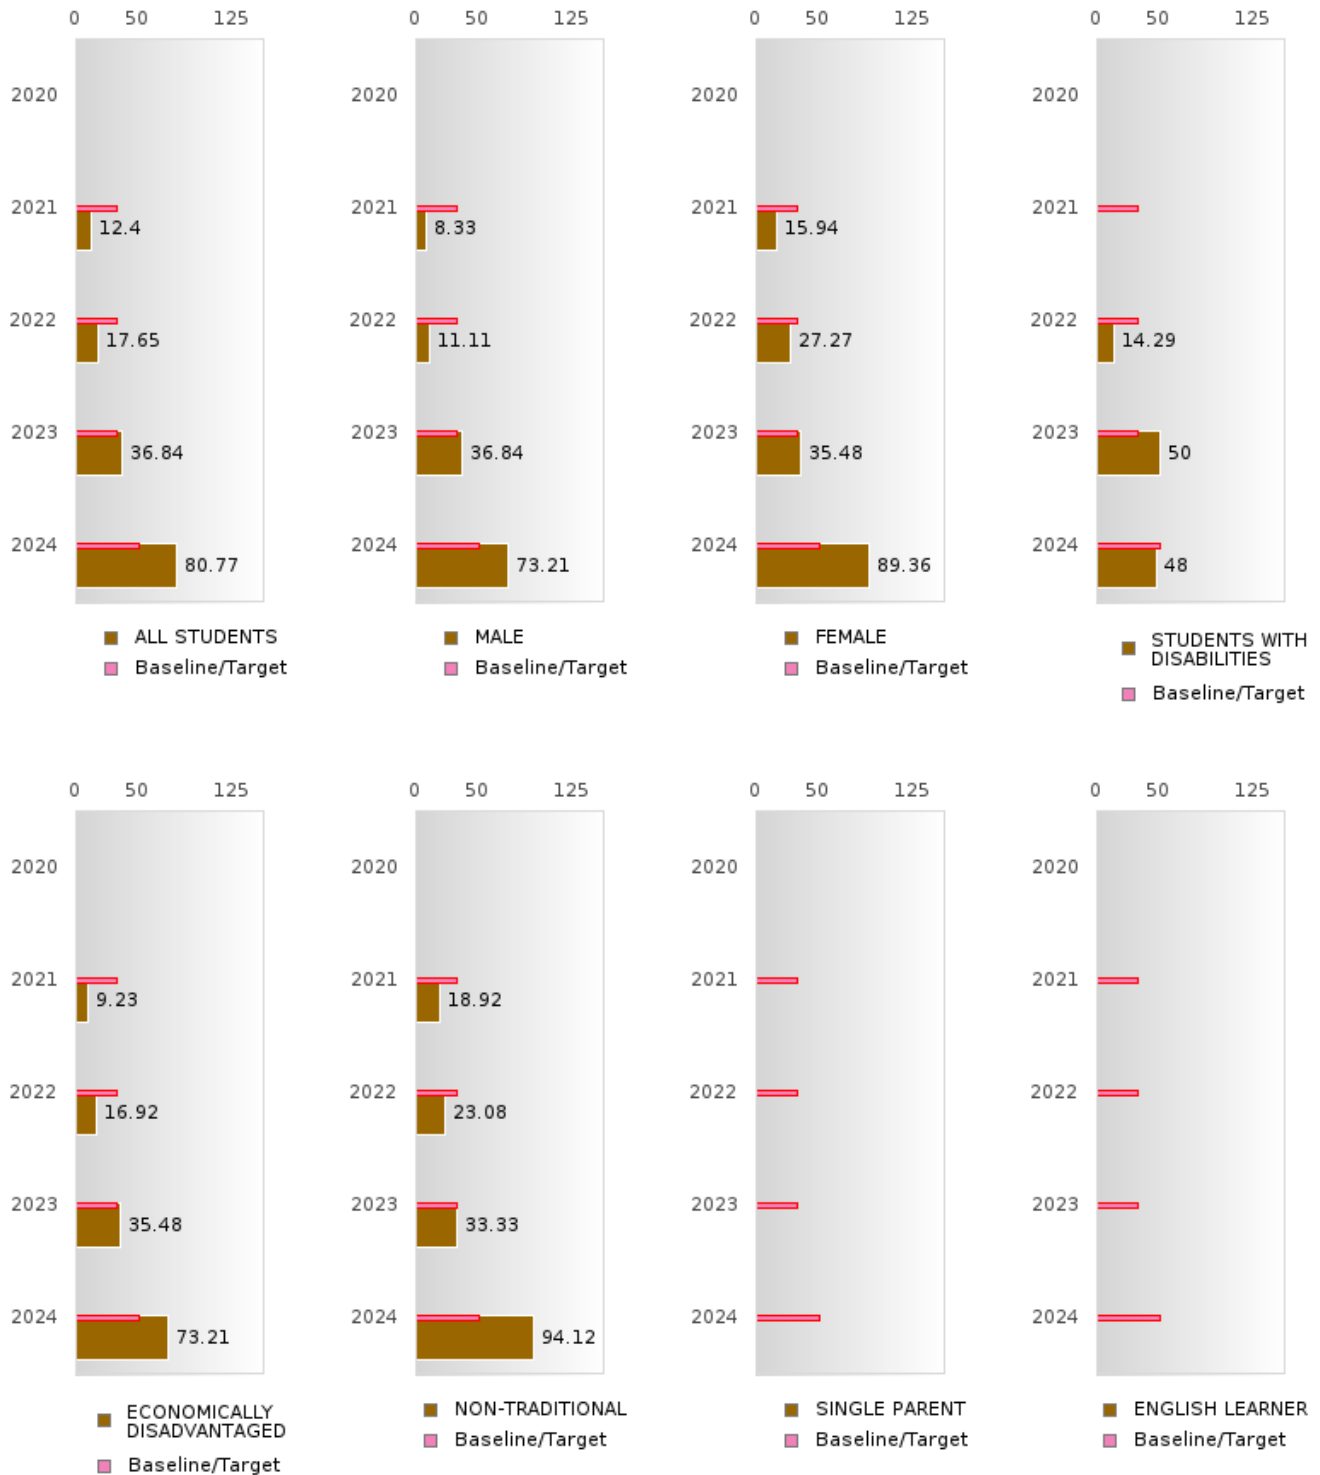 0 50 125 0 50 125 0 50 125 0 50 125
2020 2020 2020 2020
2021 2021 2021 2021
12.4 8.33 15.94
2022 2022 2022 2022
17.65 11.11 27.27 14.29
2023 2023 2023 2023
36.84 36.84 35.48 50
2024 2024 2024 2024
80.77 73.21 89.36 48
ALL STUDENTS MALE FEMALE STUDENTS WITH
DISABILITIES
Baseline/Target Baseline/Target Baseline/Target Baseline/Target
0 50 125 0 50 125 0 50 125 0 50 125
2020 2020 2020 2020
2021 2021 2021 2021
9.23 18.92
2022 2022 2022 2022
16.92 23.08
2023 2023 2023 2023
35.48 33.33
2024 2024 2024 2024
73.21 94.12
ECONOMICALLY NON-TRADITIONAL SINGLE PARENT ENGLISH LEARNER
DISADVANTAGED
Baseline/Target Baseline/Target Baseline/Target Baseline/Target